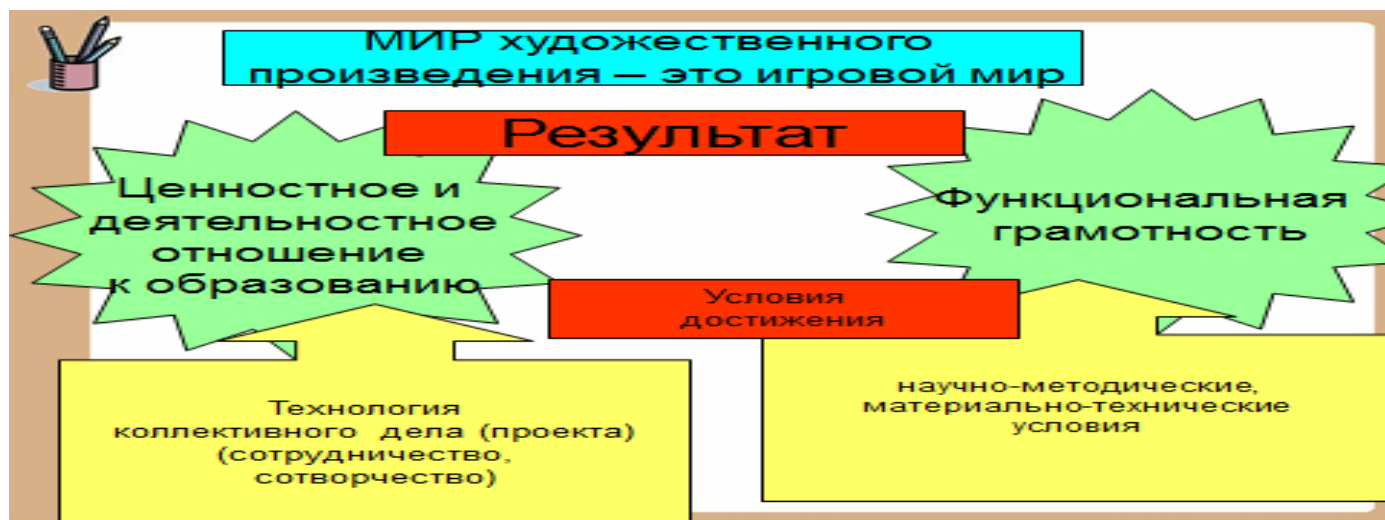 МИР художественного
произведения – это игровой мир
Результат
Ценностное и
деятельностное
отношение
к образованию
Функциональная
грамотность
Условия
достижения
Технология
коллективного дела (проекта)
(сотрудничество,
сотворчество)
научно-методические,
материально-технические
условия